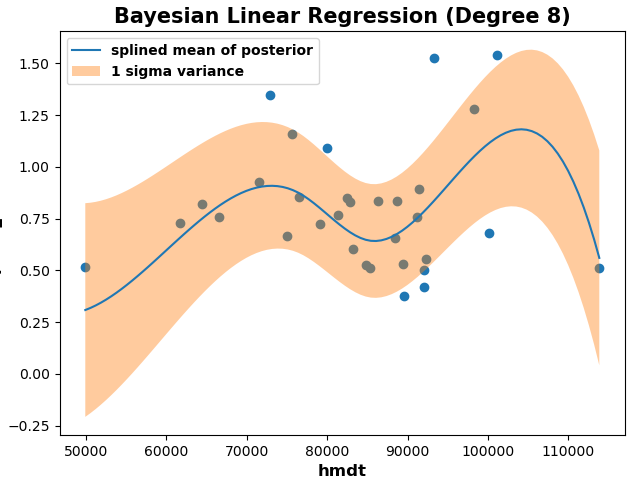 Bayesian Linear Regression (Degree 8)
splined mean of posterior
1 sigma variance
1.50
1.25
1.00
0.75
0.50
0.25
0.00
−0.25
50000 60000 70000 80000 90000 100000 110000
hmdt